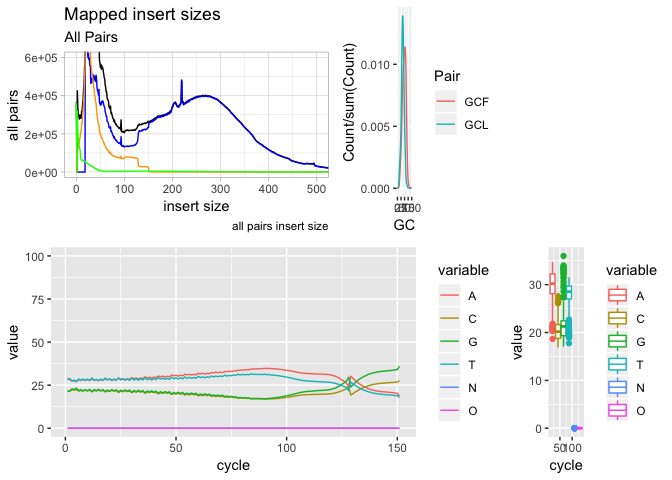 Mapped insert sizes
All Pairs
6e+05
4e+05
2e+05
0e+00
all pairs
0
100
200
300
400
500
insert size
all pairs insert size
Count/sum(Count)
0.010
0.005
0.000
GC
Pair
GCF
GCL
value
100
75
50
25
0
0
50
100
150
cycle
variable
A
C
G
T
N
O
value
30
20
10
0
50
100
cycle
variable
A
C
G
T
N
O